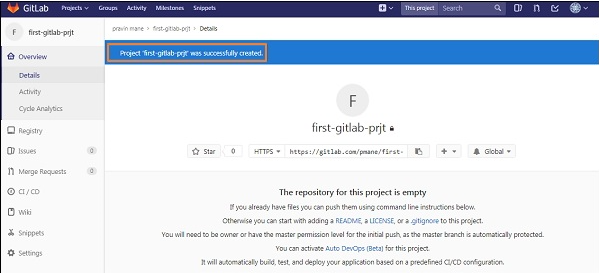 GitLab Projects Groups Activity Milestones Snippets This project Search
F first-gitlab-prjt
pravin mane > first-gitlab-prjt > Details
Overview
Project 'first-gitlab-prjt' was successfully created.
Details
Activity
Cycle Analytics
Registry
Issues 0
Merge Requests 0
CI / CD
Wiki
Snippets
Settings
F
first-gitlab-prjt
Star 0 HTTPS https://gitlab.com/pmane/first- + Global
The repository for this project is empty
If you already have files you can push them using command line instructions below.
Otherwise you can start with adding a README, a LICENSE, or a .gitignore to this project.
You will need to be owner or have the master permission level for the initial push, as the master branch is automatically protected.
You can activate Auto DevOps (Beta) for this project.
It will automatically build, test, and deploy your application based on a predefined CI/CD configuration.